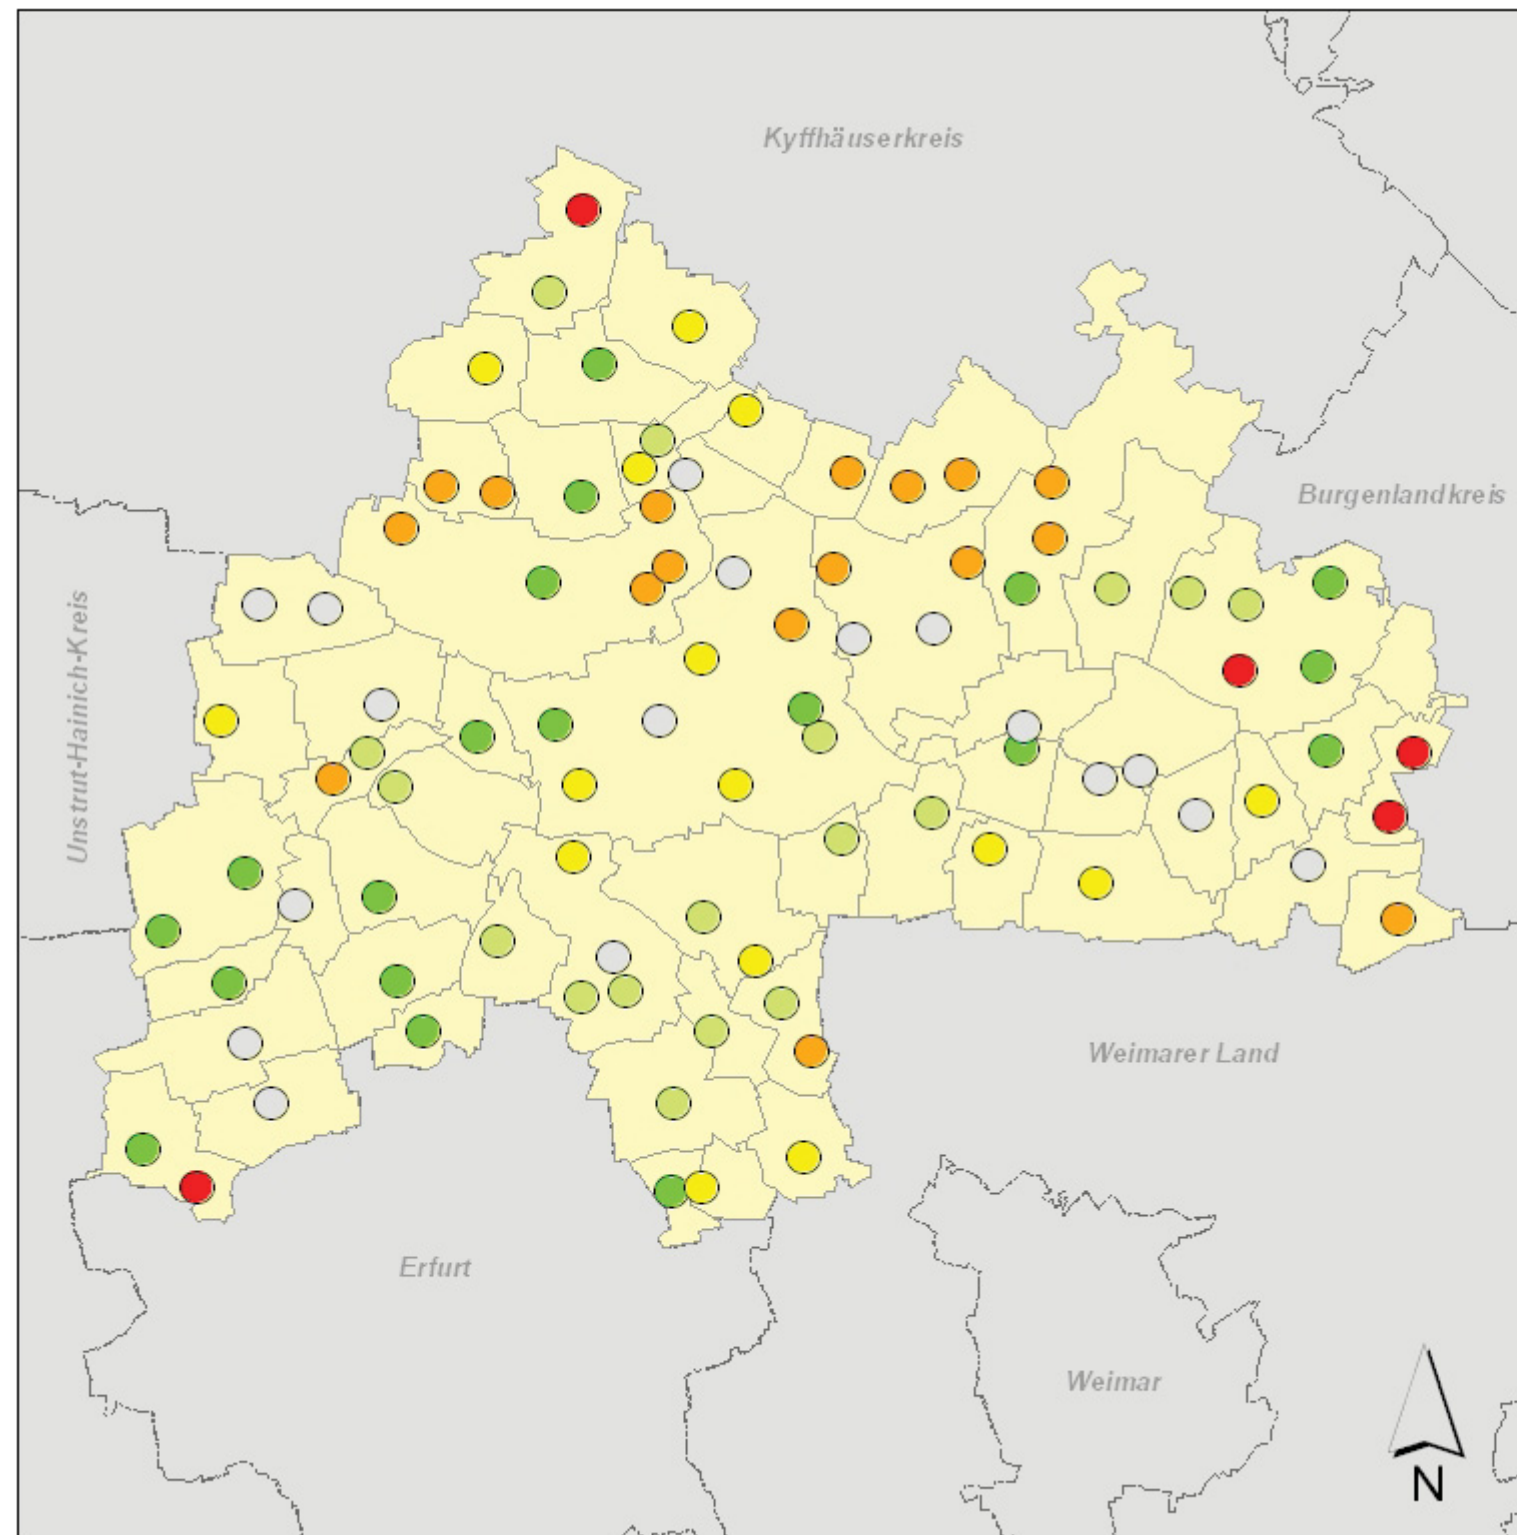 Kyffhäuserkreis
Burgenlandkreis
Unstrut-Hainich-Kreis
Weimarer Land
Erfurt
Weimar
N